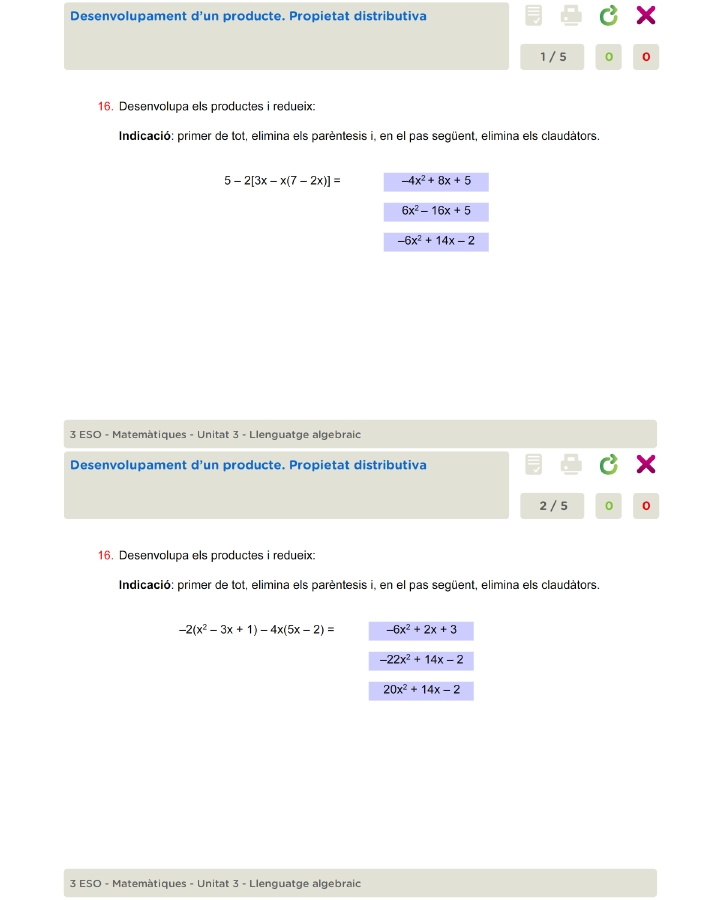 Desenvolupament d'un producte. Propietat distributiva
1 / 5 0 0
16. Desenvolupa els productes i redueix:
Indicació: primer de tot, elimina els parèntesis i, en el pas següent, elimina els claudàtors.
5 – 2[3x – x(7 – 2x)] = –4x² + 8x + 5
6x² – 16x + 5
–6x² + 14x – 2
3 ESO - Matemàtiques - Unitat 3 - Llenguatge algebraic
Desenvolupament d'un producte. Propietat distributiva
2 / 5 0 0
16. Desenvolupa els productes i redueix:
Indicació: primer de tot, elimina els parèntesis i, en el pas següent, elimina els claudàtors.
–2(x² – 3x + 1) – 4x(5x – 2) = –6x² + 2x + 3
–22x² + 14x – 2
20x² + 14x – 2
3 ESO - Matemàtiques - Unitat 3 - Llenguatge algebraic